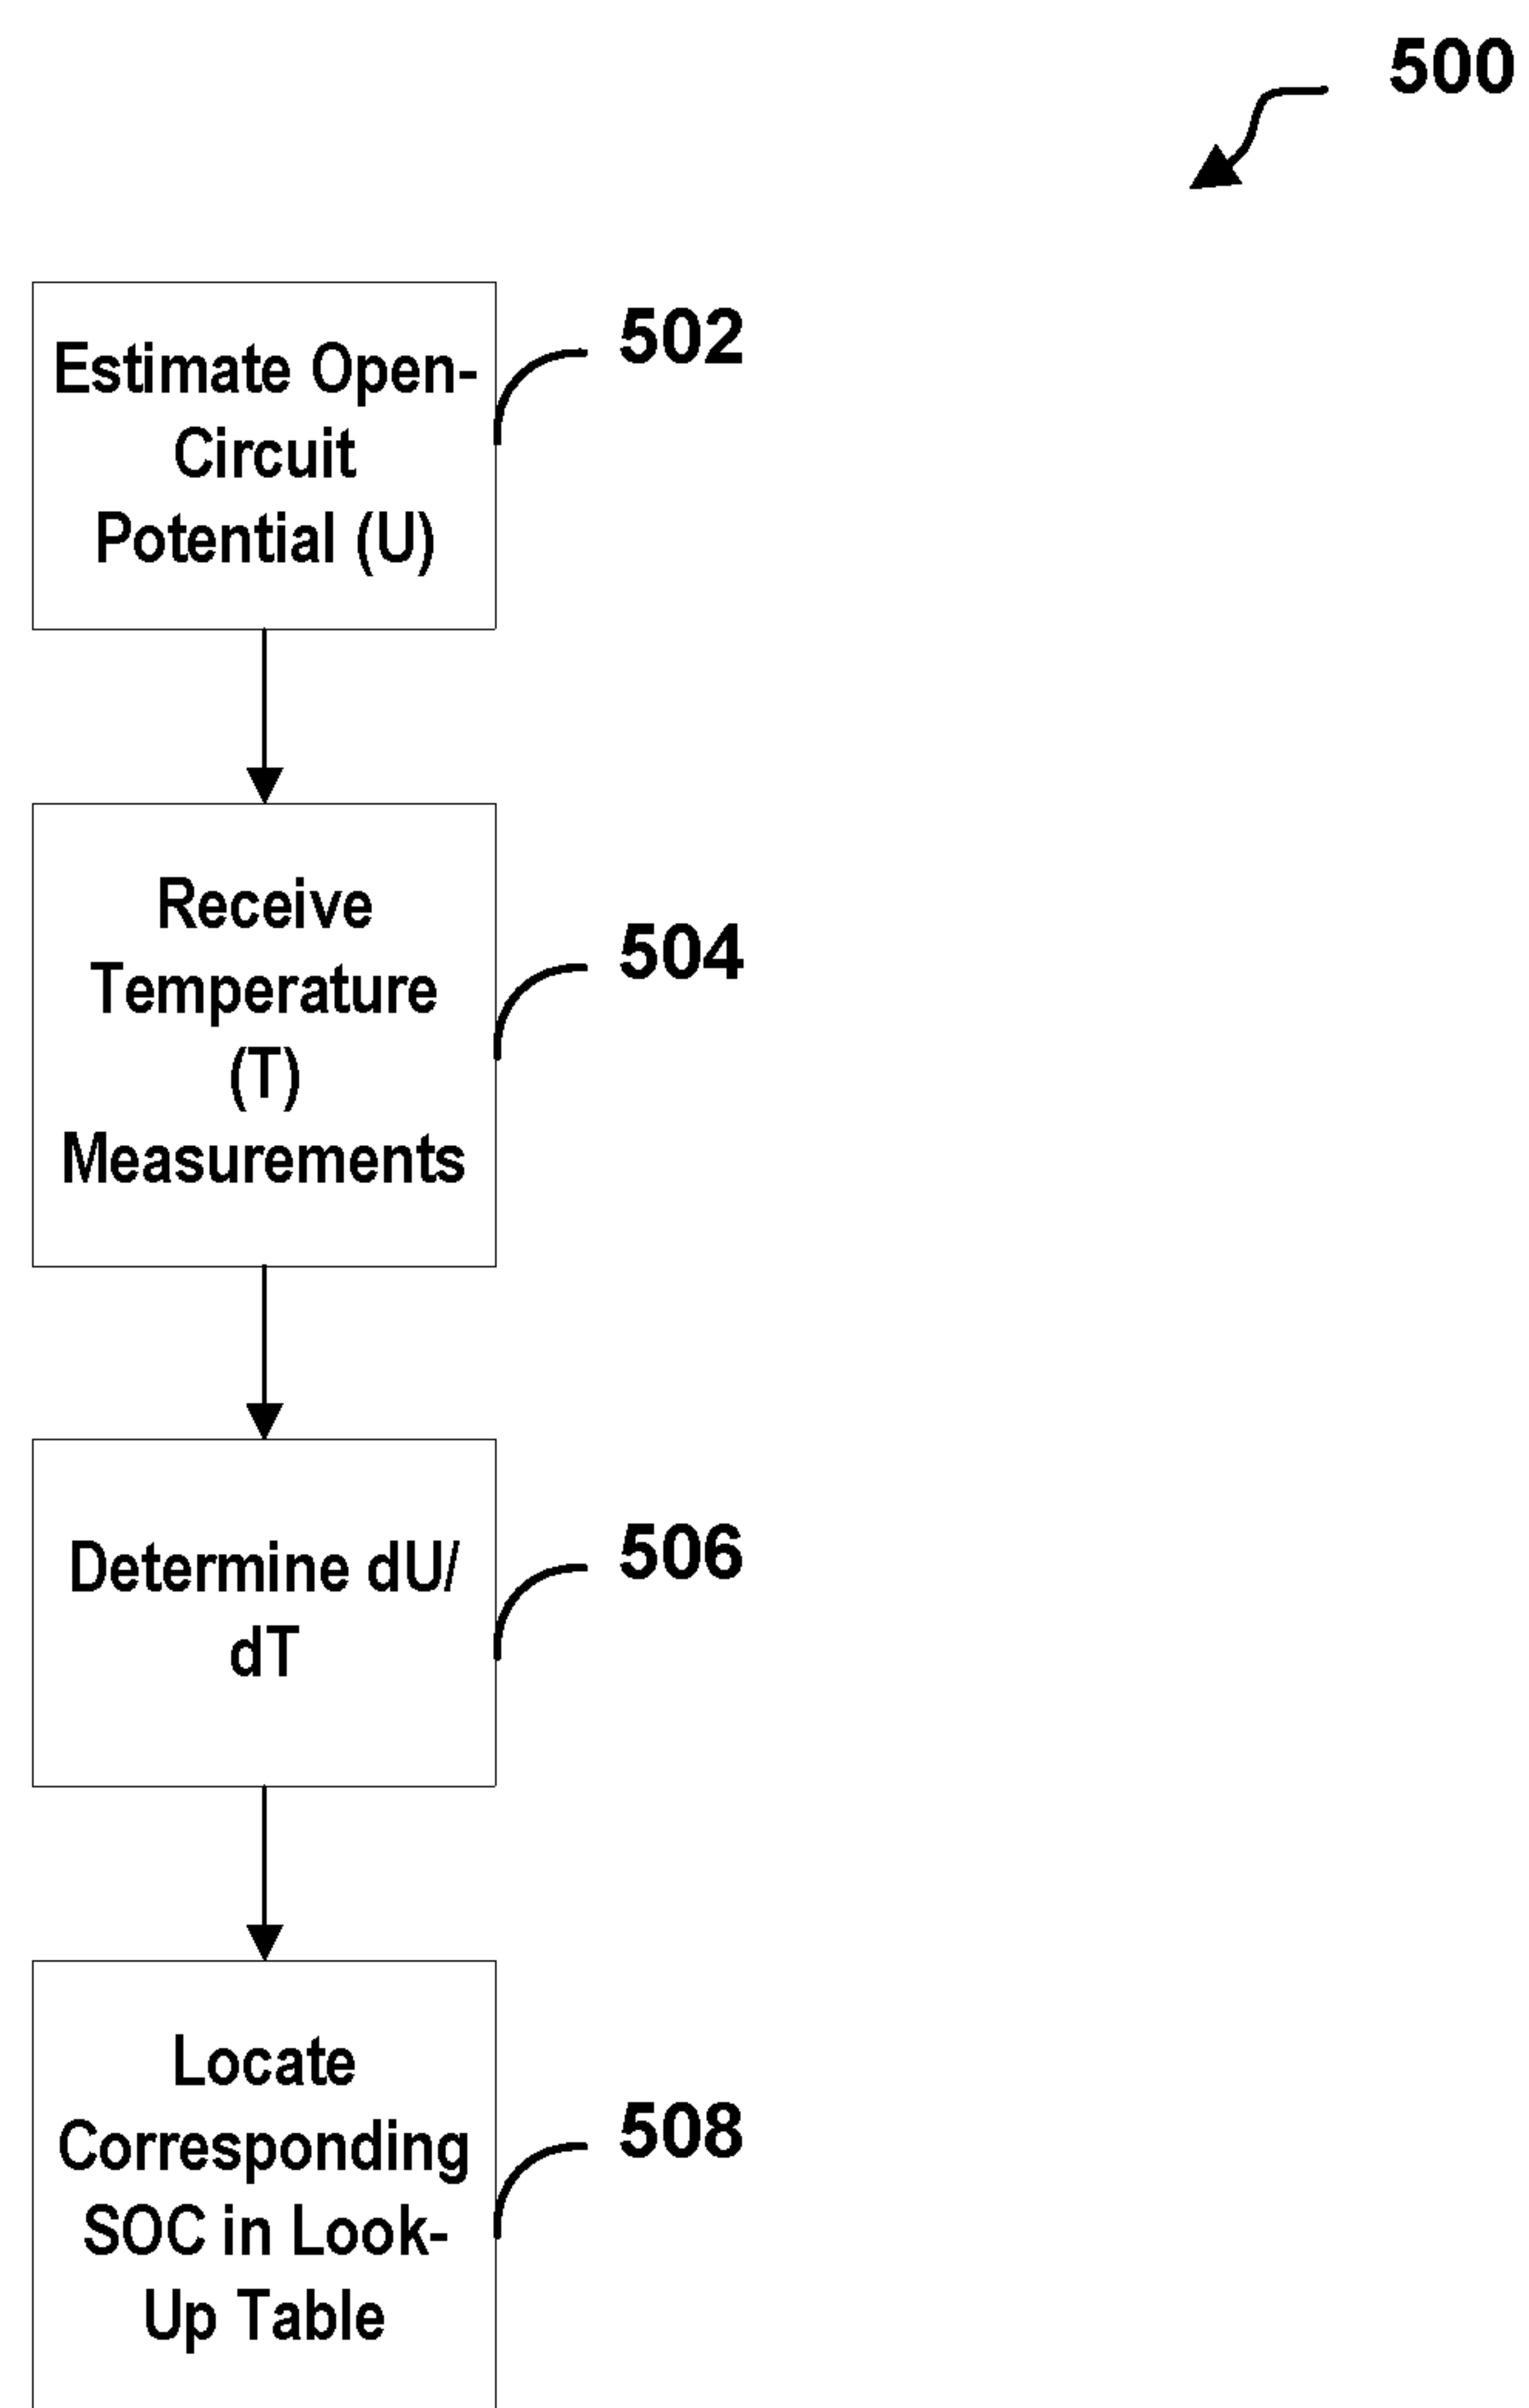 500
Estimate Open-
Circuit
Potential (U)
502
Receive
Temperature
(T)
Measurements
504
Determine dU/
dT
506
Locate
Corresponding
SOC in Look-
Up Table
508